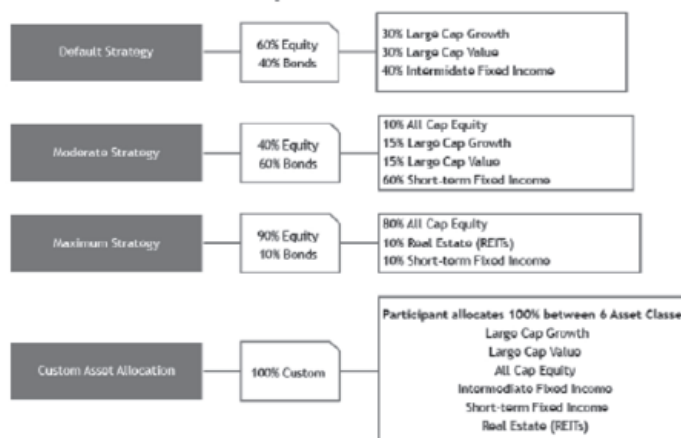 Default Strategy
60% Equity
40% Bonds
30% Large Cap Growth
30% Large Cap Value
40% Intermidate Fixed Income
Moderate Strategy
40% Equity
60% Bonds
10% All Cap Equity
15% Large Cap Growth
15% Large Cap Value
60% Short-term Fixed Income
Maximum Strategy
90% Equity
10% Bonds
80% All Cap Equity
10% Real Estate (REITs)
10% Short-term Fixed Income
Custom Asset Allocation
100% Custom
Participant allocates 100% between 6 Asset Classe
Large Cap Growth
Large Cap Value
All Cap Equity
Intermediate Fixed Income
Short-term Fixed Income
Real Estate (REITs)